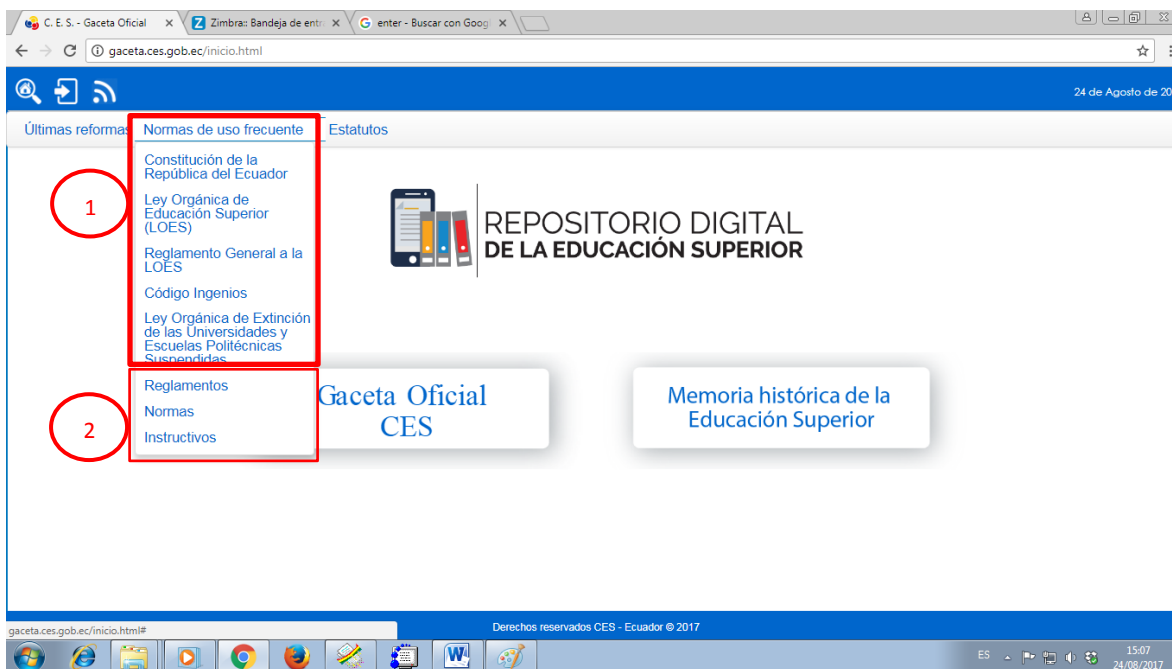 C. E. S. - Gaceta Oficial
Zimbra:: Bandeja de entr
enter - Buscar con Goog
gaceta.ces.gob.ec/inicio.html
24 de Agosto de 20
Últimas reformas Normas de uso frecuente Estatutos
Constitución de la
República del Ecuador
1
Ley Orgánica de
Educación Superior
(LOES)
Reglamento General a la
LOES
Código Ingenios
Ley Orgánica de Extinción
de las Universidades y
Escuelas Politécnicas
Suspendidas
2
Reglamentos
Normas
Instructivos
REPOSITORIO DIGITAL
DE LA EDUCACIÓN SUPERIOR
Gaceta Oficial
CES
Memoria histórica de la
Educación Superior
gaceta.ces.gob.ec/inicio.html#
Derechos reservados CES - Ecuador © 2017
ES
15:07
24/08/2017